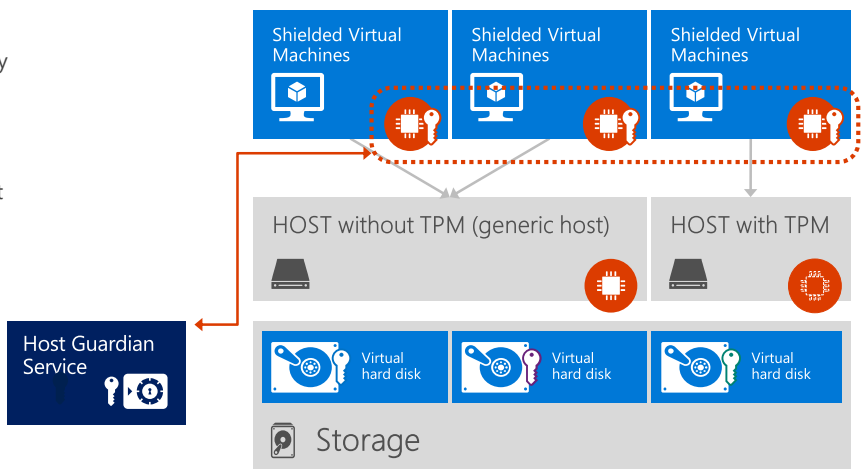 y
t
Shielded Virtual
Machines
Shielded Virtual
Machines
Shielded Virtual
Machines
HOST without TPM (generic host)
HOST with TPM
Host Guardian
Service
Virtual
hard disk
Virtual
hard disk
Virtual
hard disk
Storage